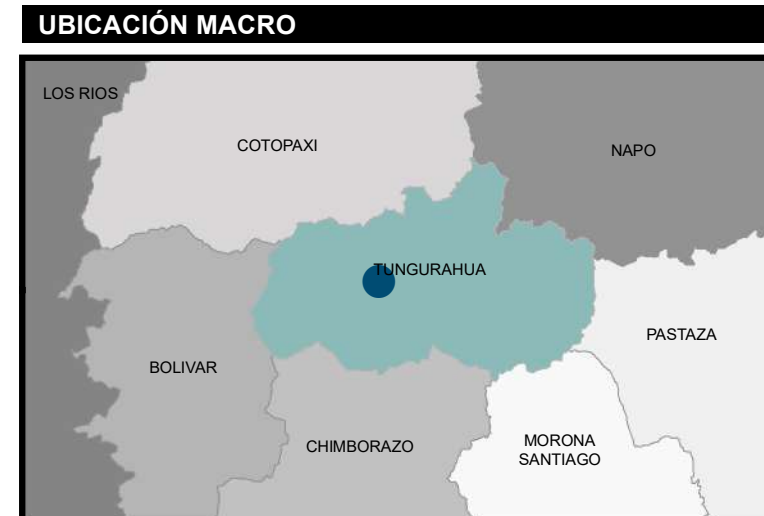 UBICACIÓN MACRO
LOS RIOS
COTOPAXI
NAPO
TUNGURAHUA
PASTAZA
BOLIVAR
CHIMBORAZO
MORONA
SANTIAGO